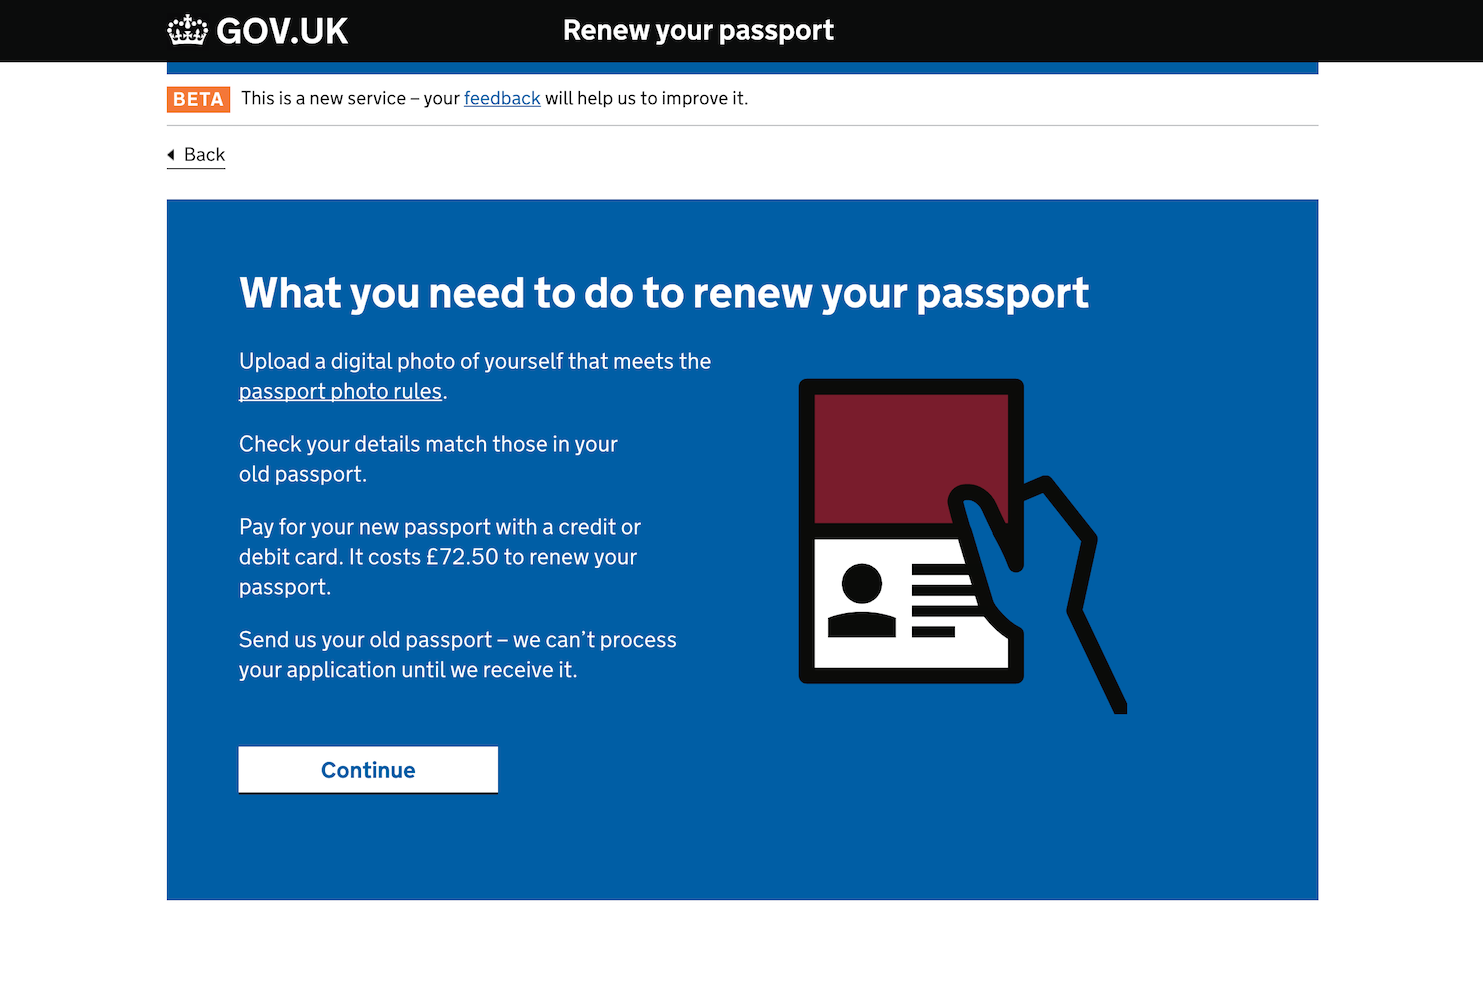 GOV.UK
Renew your passport
BETA This is a new service – your feedback will help us to improve it.
Back
What you need to do to renew your passport
Upload a digital photo of yourself that meets the
passport photo rules.
Check your details match those in your
old passport.
Pay for your new passport with a credit or
debit card. It costs £72.50 to renew your
passport.
Send us your old passport – we can’t process
your application until we receive it.
Continue